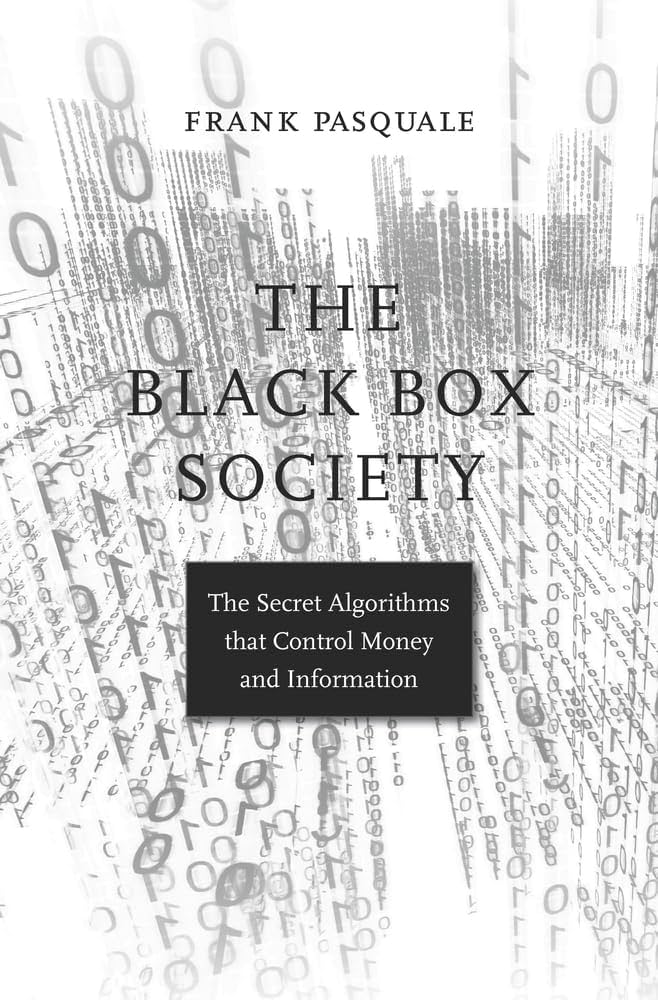 FRANK PASQUALE
THE
BLACK BOX
SOCIETY
The Secret Algorithms
that Control Money
and Information